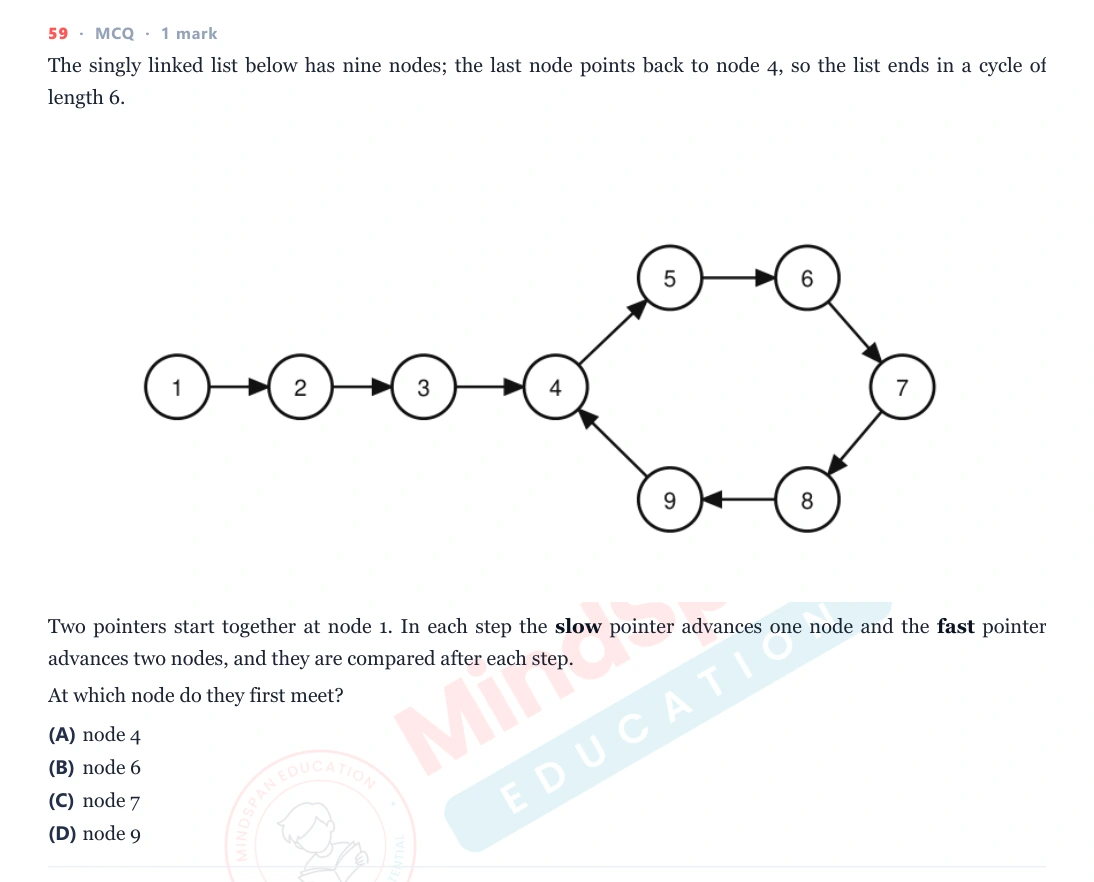 59 · MCQ · 1 mark
The singly linked list below has nine nodes; the last node points back to node 4, so the list ends in a cycle of
length 6.
5 6
1 2 3 4 7
9 8
Two pointers start together at node 1. In each step the slow pointer advances one node and the fast pointer
advances two nodes, and they are compared after each step.
At which node do they first meet?
(A) node 4
(B) node 6
(C) node 7
(D) node 9
EDUCATION
MINDSPAN EDUCATION